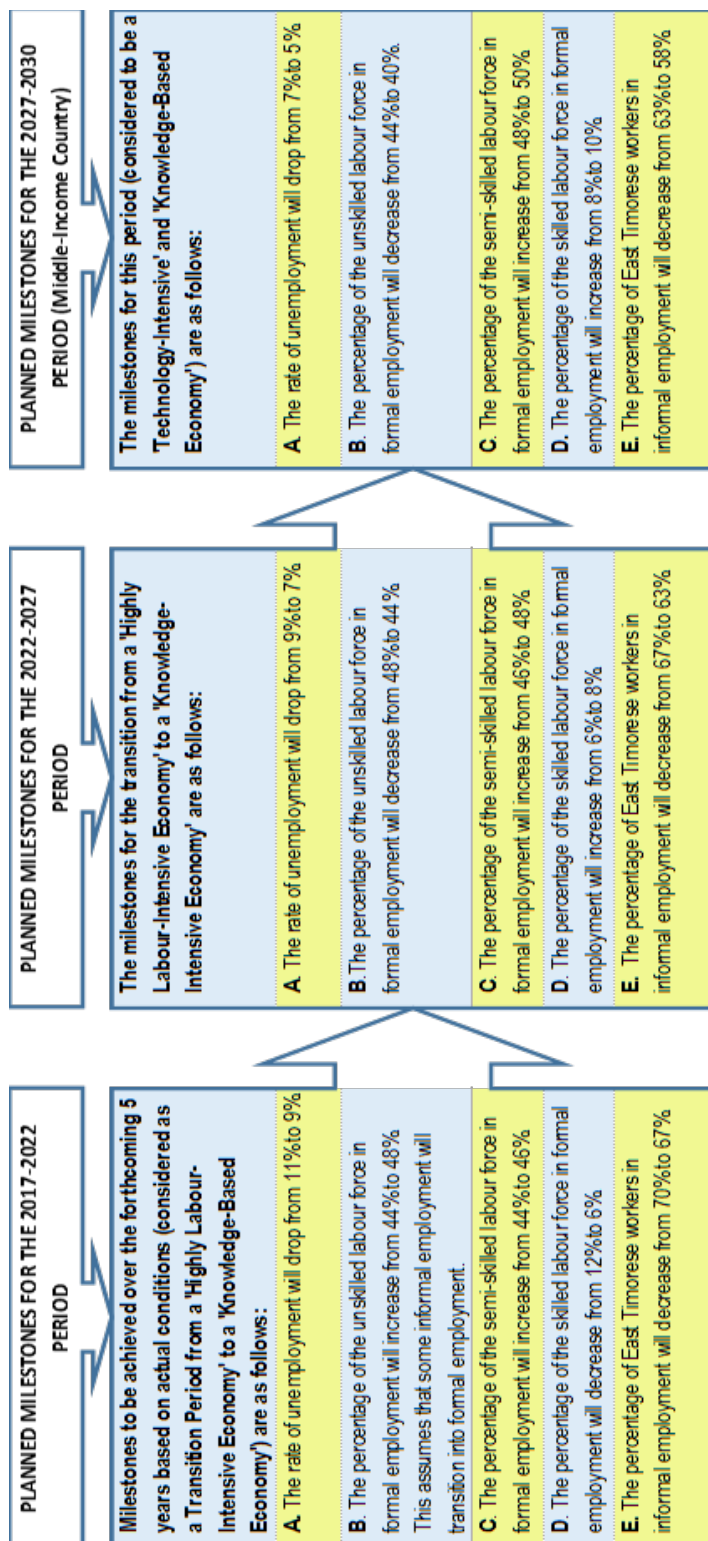 PLANNED MILESTONES FOR THE 2017-2022
PERIOD
Milestones to be achieved over the forthcoming 5
years based on actual conditions (considered as
a Transition Period from a 'Highly Labour-
Intensive Economy' to a 'Knowledge-Based
Economy') are as follows:
A. The rate of unemployment will drop from 11%to 9%
B. The percentage of the unskilled labour force in
formal employment will increase from 44%to 48%
This assumes that some informal employment will
transition into formal employment.
C. The percentage of the semi-skilled labour force in
formal employment will increase from 44%to 46%
D. The percentage of the skilled labour force in formal
employment will decrease from 12%to 6%
E. The percentage of East Timorese workers in
informal employment will decrease from 70%to 67%
PLANNED MILESTONES FOR THE 2022-2027
PERIOD
The milestones for the transition from a 'Highly
Labour-Intensive Economy' to a 'Knowledge-
Intensive Economy' are as follows:
A. The rate of unemployment will drop from 9%to 7%
B. The percentage of the unskilled labour force in
formal employment will decrease from 48%to 44%
C. The percentage of the semi-skilled labour force in
formal employment will increase from 46%to 48%
D. The percentage of the skilled labour force in formal
employment will increase from 6%to 8%
E. The percentage of East Timorese workers in
informal employment will decrease from 67%to 63%
PLANNED MILESTONES FOR THE 2027-2030
PERIOD (Middle-Income Country)
The milestones for this period (considered to be a
'Technology-Intensive' and 'Knowledge-Based
Economy') are as follows:
A. The rate of unemployment will drop from 7%to 5%
B. The percentage of the unskilled labour force in
formal employment will decrease from 44%to 40%.
C. The percentage of the semi-skilled labour force in
formal employment will increase from 48%to 50%
D. The percentage of the skilled labour force in formal
employment will increase from 8%to 10%
E. The percentage of East Timorese workers in
informal employment will decrease from 63%to 58%